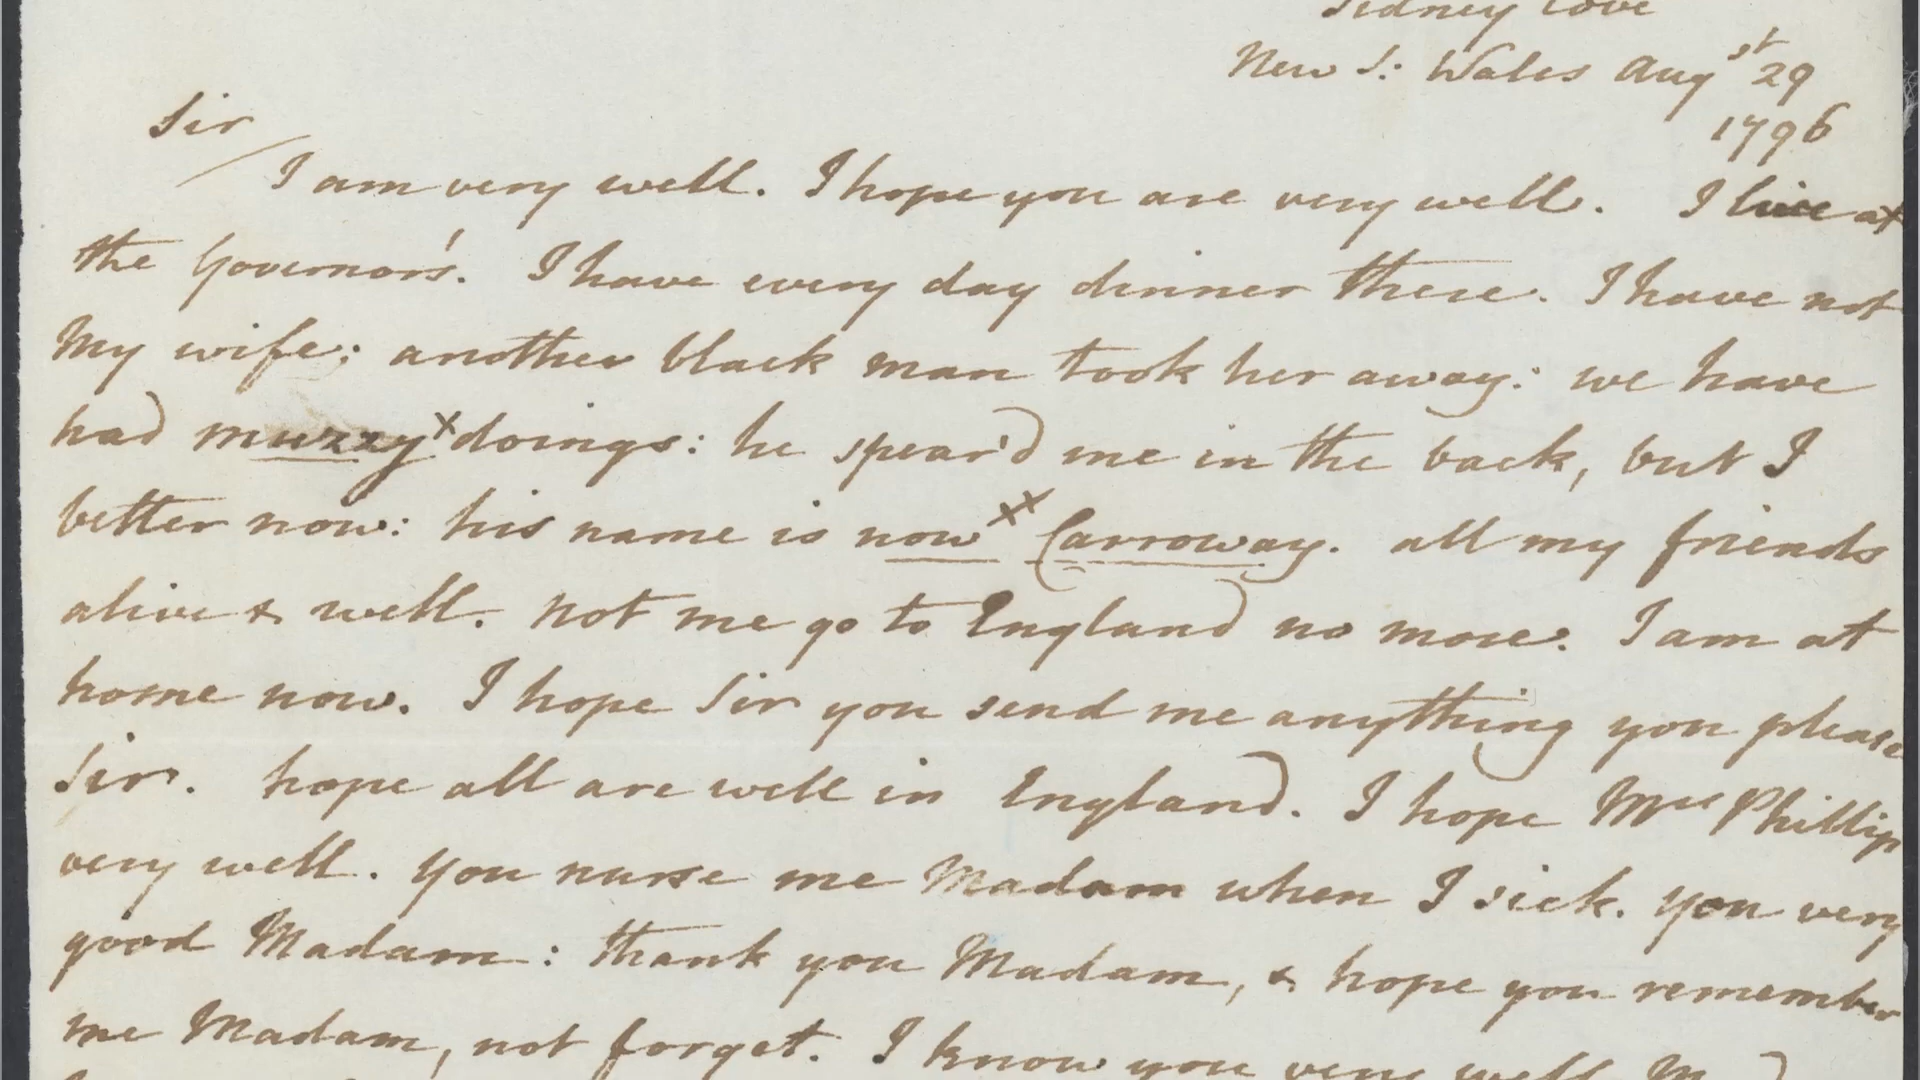 Sidney Cove
New S: Wales Augst 29
1796
Sir
I am very well. I hope you are very well. I live at
the Governor's. I have every day dinner there. I have not
My wife; another black man took her away: we have
had muzzy x doings: he spear'd me in the back, but I
better now: his name is now xx Carroway. all my friends
alive & well. not me go to England no more. I am at
home now. I hope Sir you send me anything you please
Sir. hope all are well in England. I hope Mrs Phillip
very well. You nurse me Madam when I sick. You very
good Madam: thank you Madam, & hope you remember
me Madam, not forget. I know you very well